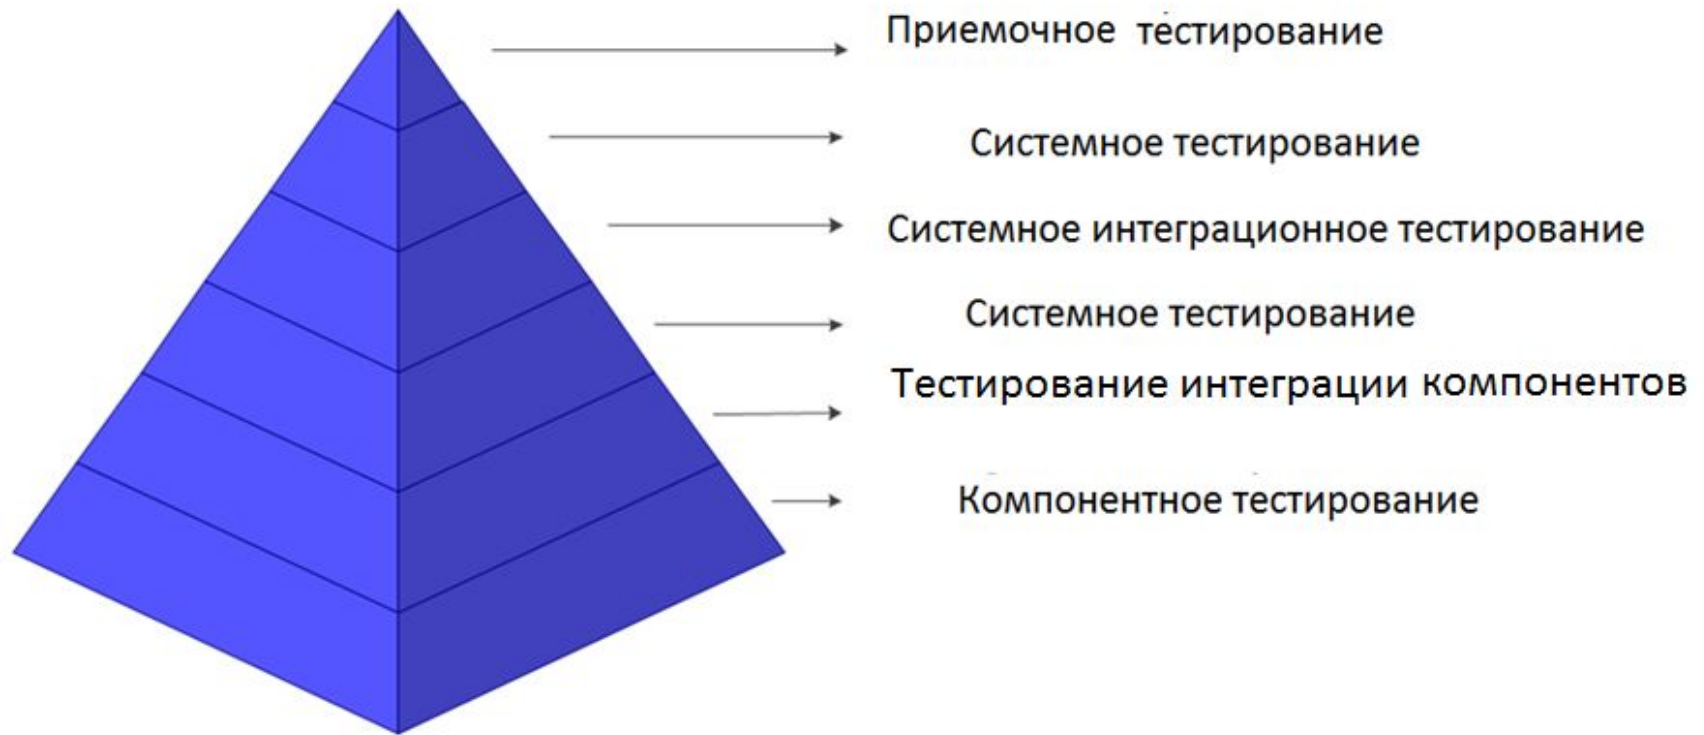 Приемочное тестирование
Системное тестирование
Системное интеграционное тестирование
Системное тестирование
Тестирование интеграции компонентов
Компонентное тестирование